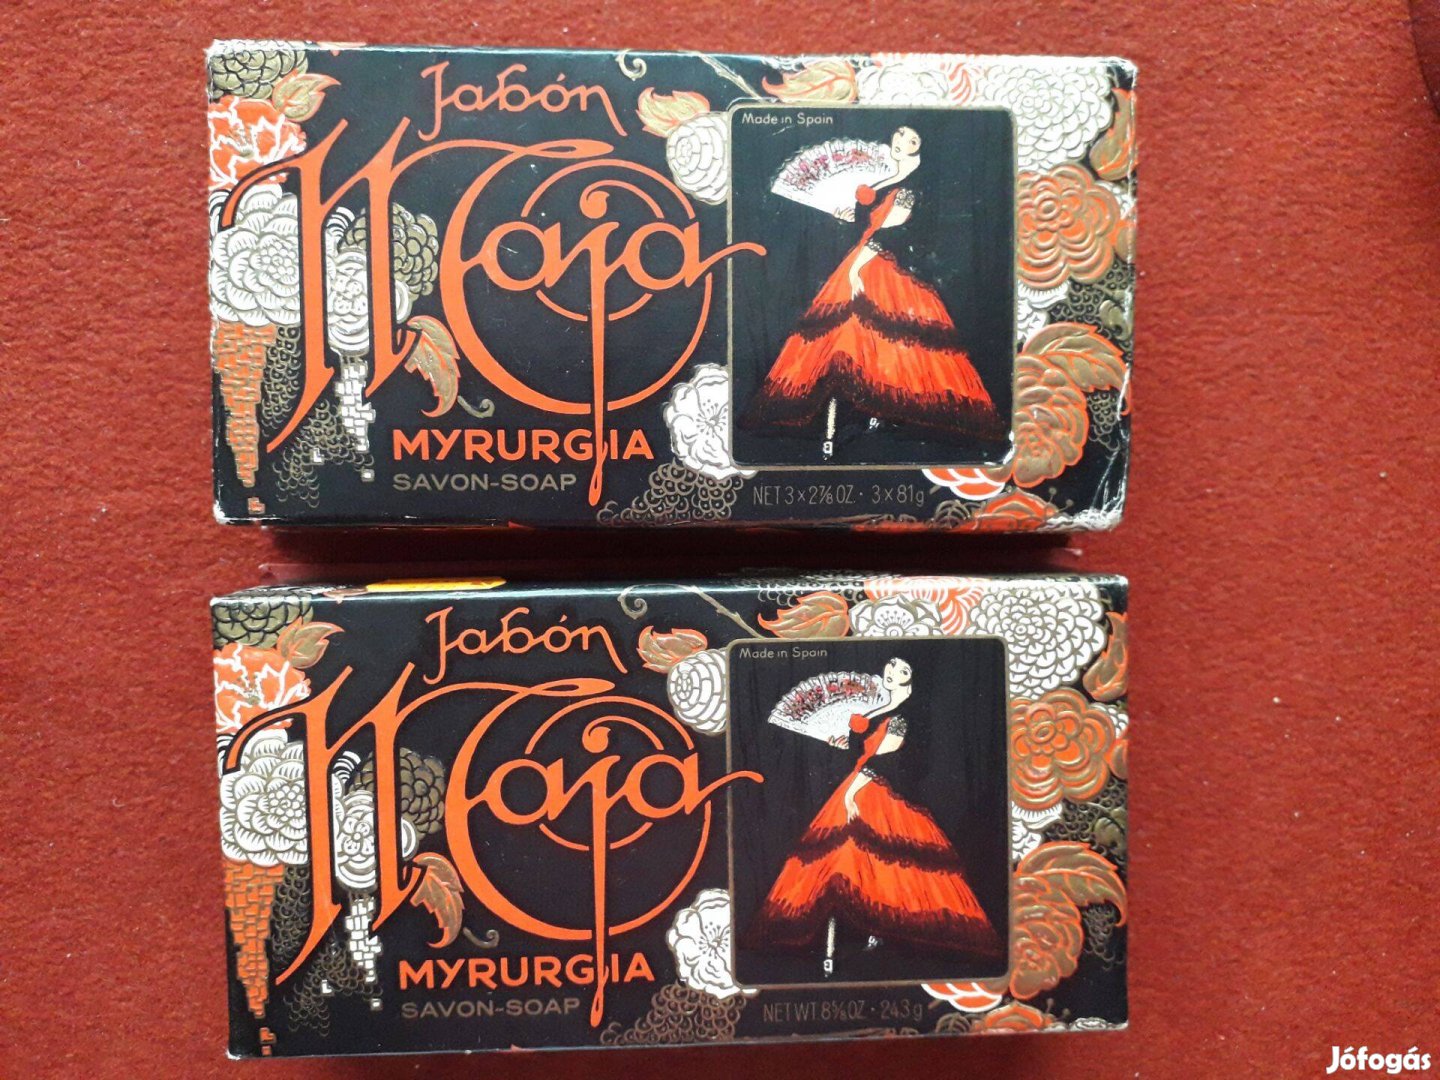 Jabón
Maja
MYRURGIA
SAVON-SOAP
Made in Spain
NET 3 × 2⅞ OZ · 3 × 81g
Jabón
Maja
MYRURGIA
SAVON-SOAP
Made in Spain
NET WT. 8⅝ OZ · 243g
Jófogás